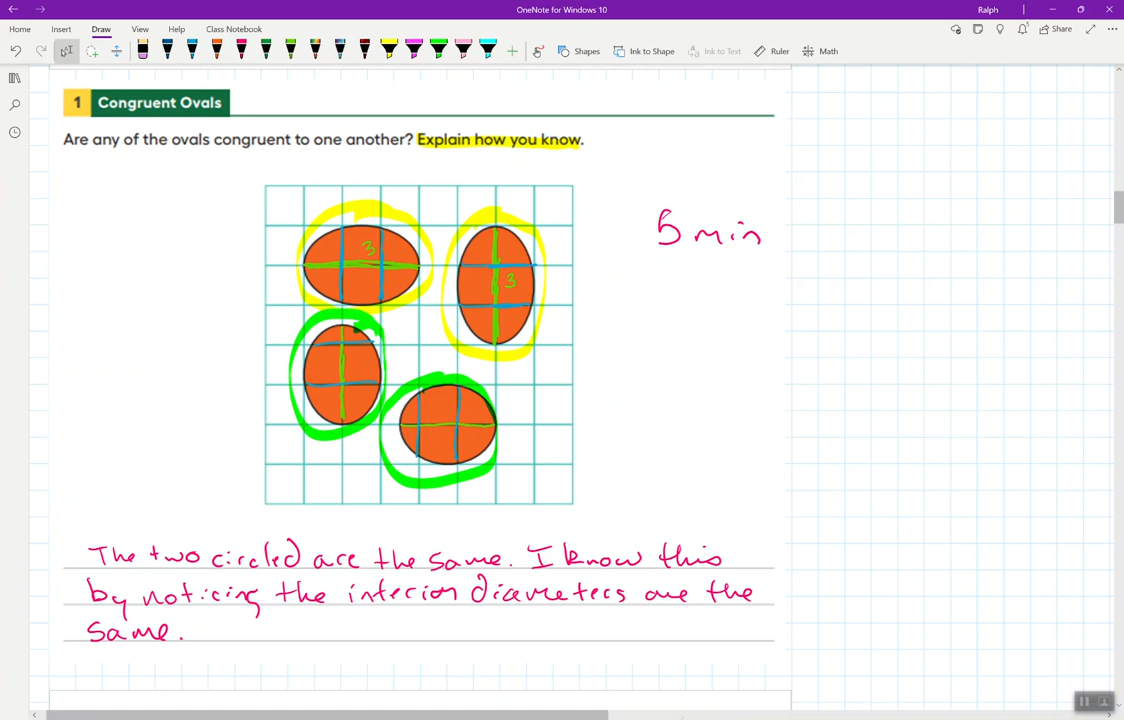 OneNote for Windows 10
Ralph
Home Insert Draw View Help Class Notebook
Share
Shapes Ink to Shape Ink to Text Ruler Math
1 Congruent Ovals
Are any of the ovals congruent to one another? Explain how you know.
5 min
3
3
The two circled are the same. I know this
by noticing the interior diameters are the
same.